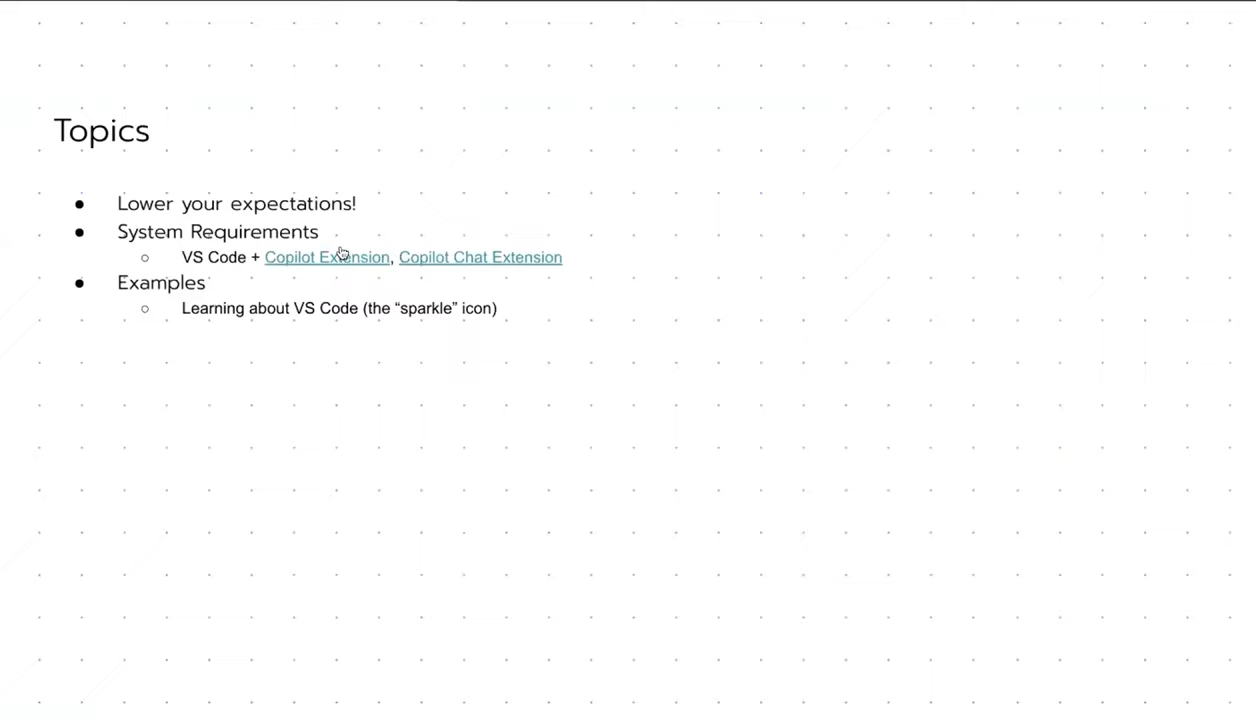 Topics
● Lower your expectations!
● System Requirements
○ VS Code + Copilot Extension, Copilot Chat Extension
● Examples
○ Learning about VS Code (the “sparkle” icon)